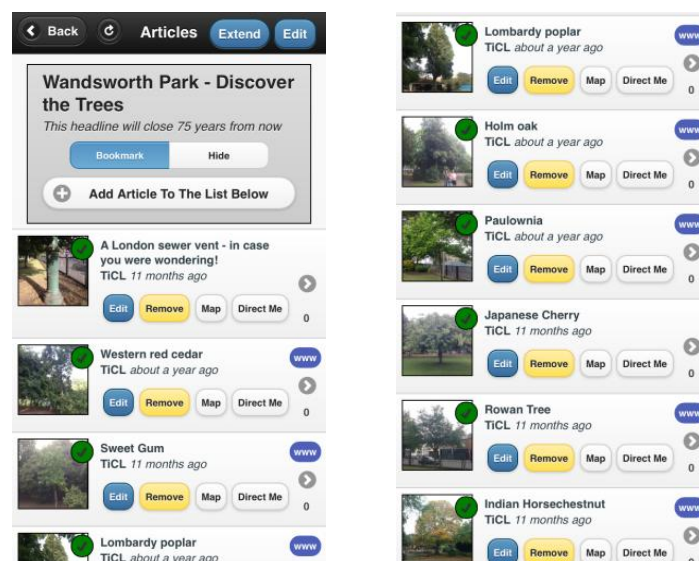 Back
Articles
Extend
Edit
Wandsworth Park - Discover
the Trees
This headline will close 75 years from now
Bookmark
Hide
Add Article To The List Below
A London sewer vent - in case
you were wondering!
TiCL 11 months ago
Edit Remove Map Direct Me
0
Western red cedar
www
TiCL about a year ago
Edit Remove Map Direct Me
0
Sweet Gum
www
TiCL 11 months ago
Edit Remove Map Direct Me
0
Lombardy poplar
www
TiCL about a year ago
Lombardy poplar
www
TiCL about a year ago
Edit Remove Map Direct Me
0
Holm oak
www
TiCL about a year ago
Edit Remove Map Direct Me
0
Paulownia
www
TiCL about a year ago
Edit Remove Map Direct Me
0
Japanese Cherry
TiCL 11 months ago
Edit Remove Map Direct Me
0
Rowan Tree
www
TiCL 11 months ago
Edit Remove Map Direct Me
0
Indian Horsechestnut
www
TiCL 11 months ago
Edit Remove Map Direct Me
0